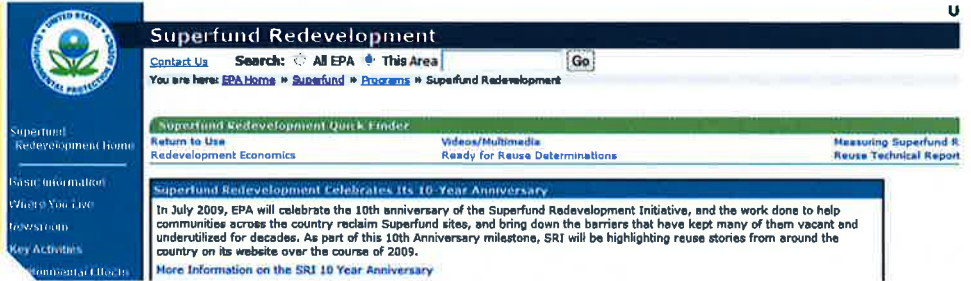 U
UNITED STATES
ENVIRONMENTAL PROTECTION
Superfund Redevelopment
Contact Us Search: All EPA This Area Go
You are here: EPA Home » Superfund » Programs » Superfund Redevelopment
Superfund
Redevelopment Home
Basic Information
Where You Live
Newsroom
Key Activities
Effects
Superfund Redevelopment Quick Finder
Return to Use Videos/Multimedia Measuring Superfund R
Redevelopment Economics Ready for Reuse Determinations Reuse Technical Report
Superfund Redevelopment Celebrates Its 10-Year Anniversary
In July 2009, EPA will celebrate the 10th anniversary of the Superfund Redevelopment Initiative, and the work done to help
communities across the country reclaim Superfund sites, and bring down the barriers that have kept many of them vacant and
underutilized for decades. As part of this 10th Anniversary milestone, SRI will be highlighting reuse stories from around the
country on its website over the course of 2009.
More Information on the SRI 10 Year Anniversary